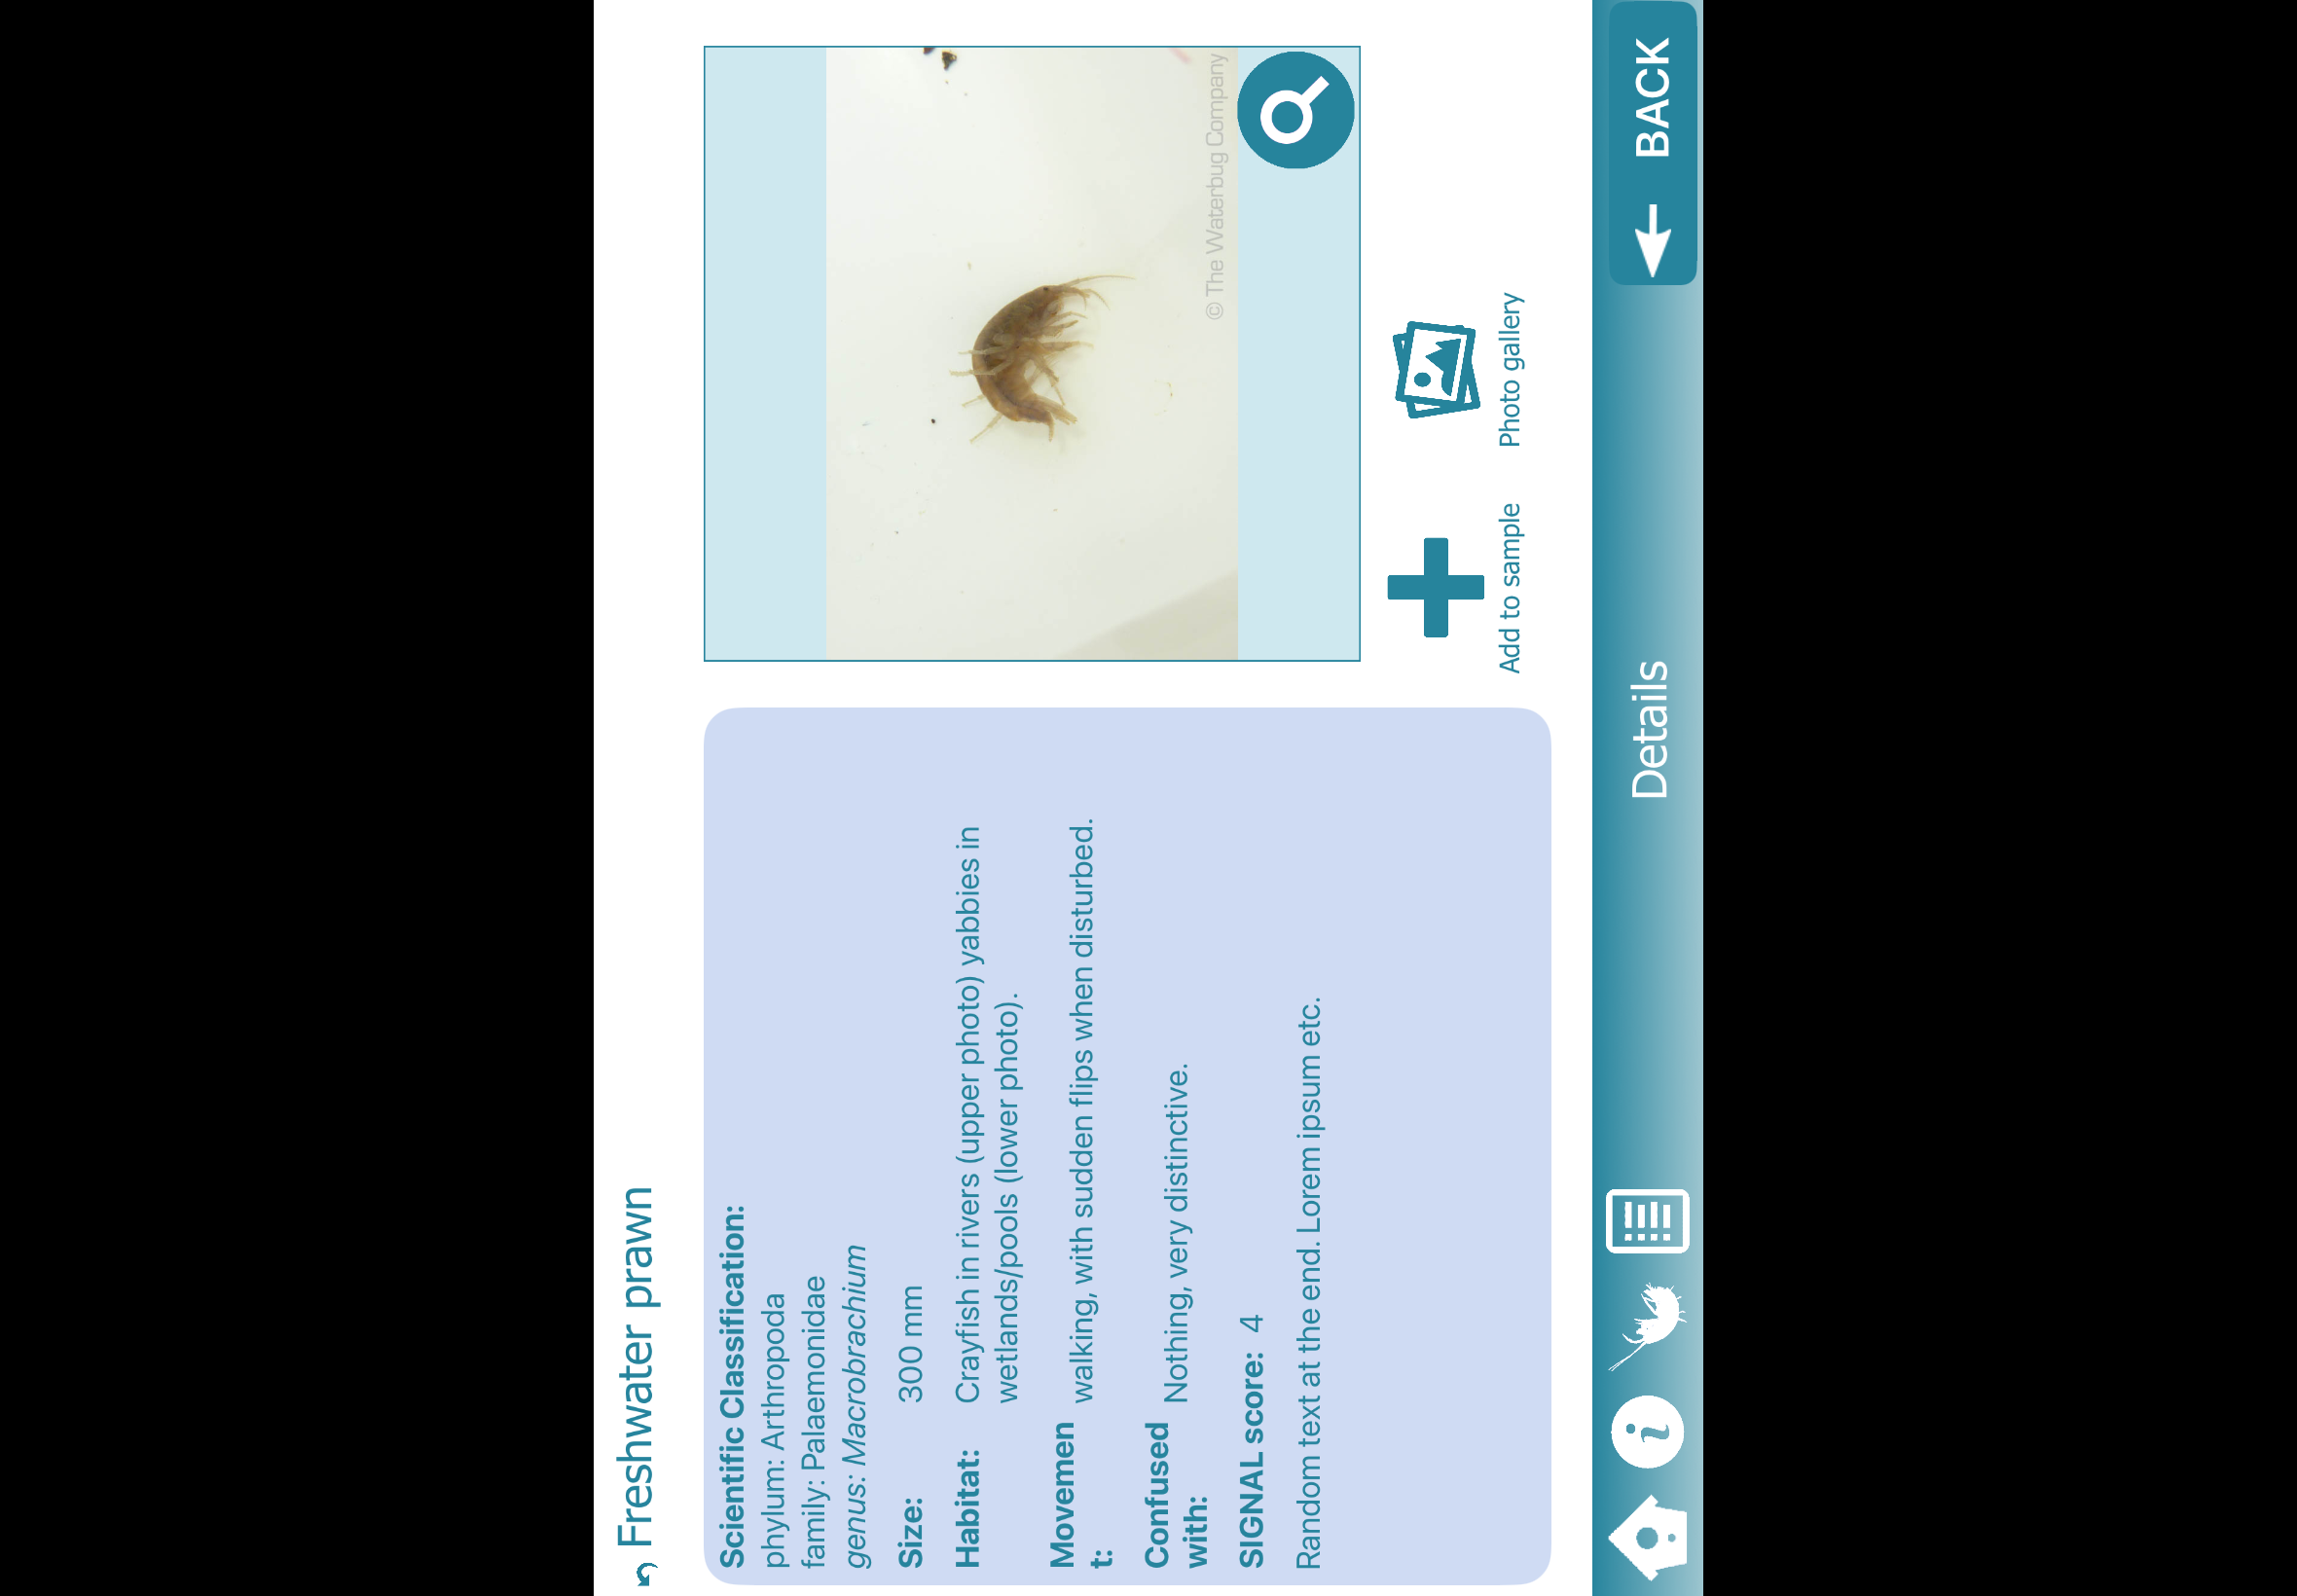 Freshwater prawn
Scientific Classification:
phylum: Arthropoda
family: Palaemonidae
genus: Macrobrachium
Size: 300 mm
Habitat: Crayfish in rivers (upper photo) yabbies in
wetlands/pools (lower photo).
Movemen
t:
walking, with sudden flips when disturbed.
Confused
with:
Nothing, very distinctive.
SIGNAL score: 4
Random text at the end. Lorem ipsum etc.
© The Waterbug Company
Add to sample
Photo gallery
i
Details
BACK